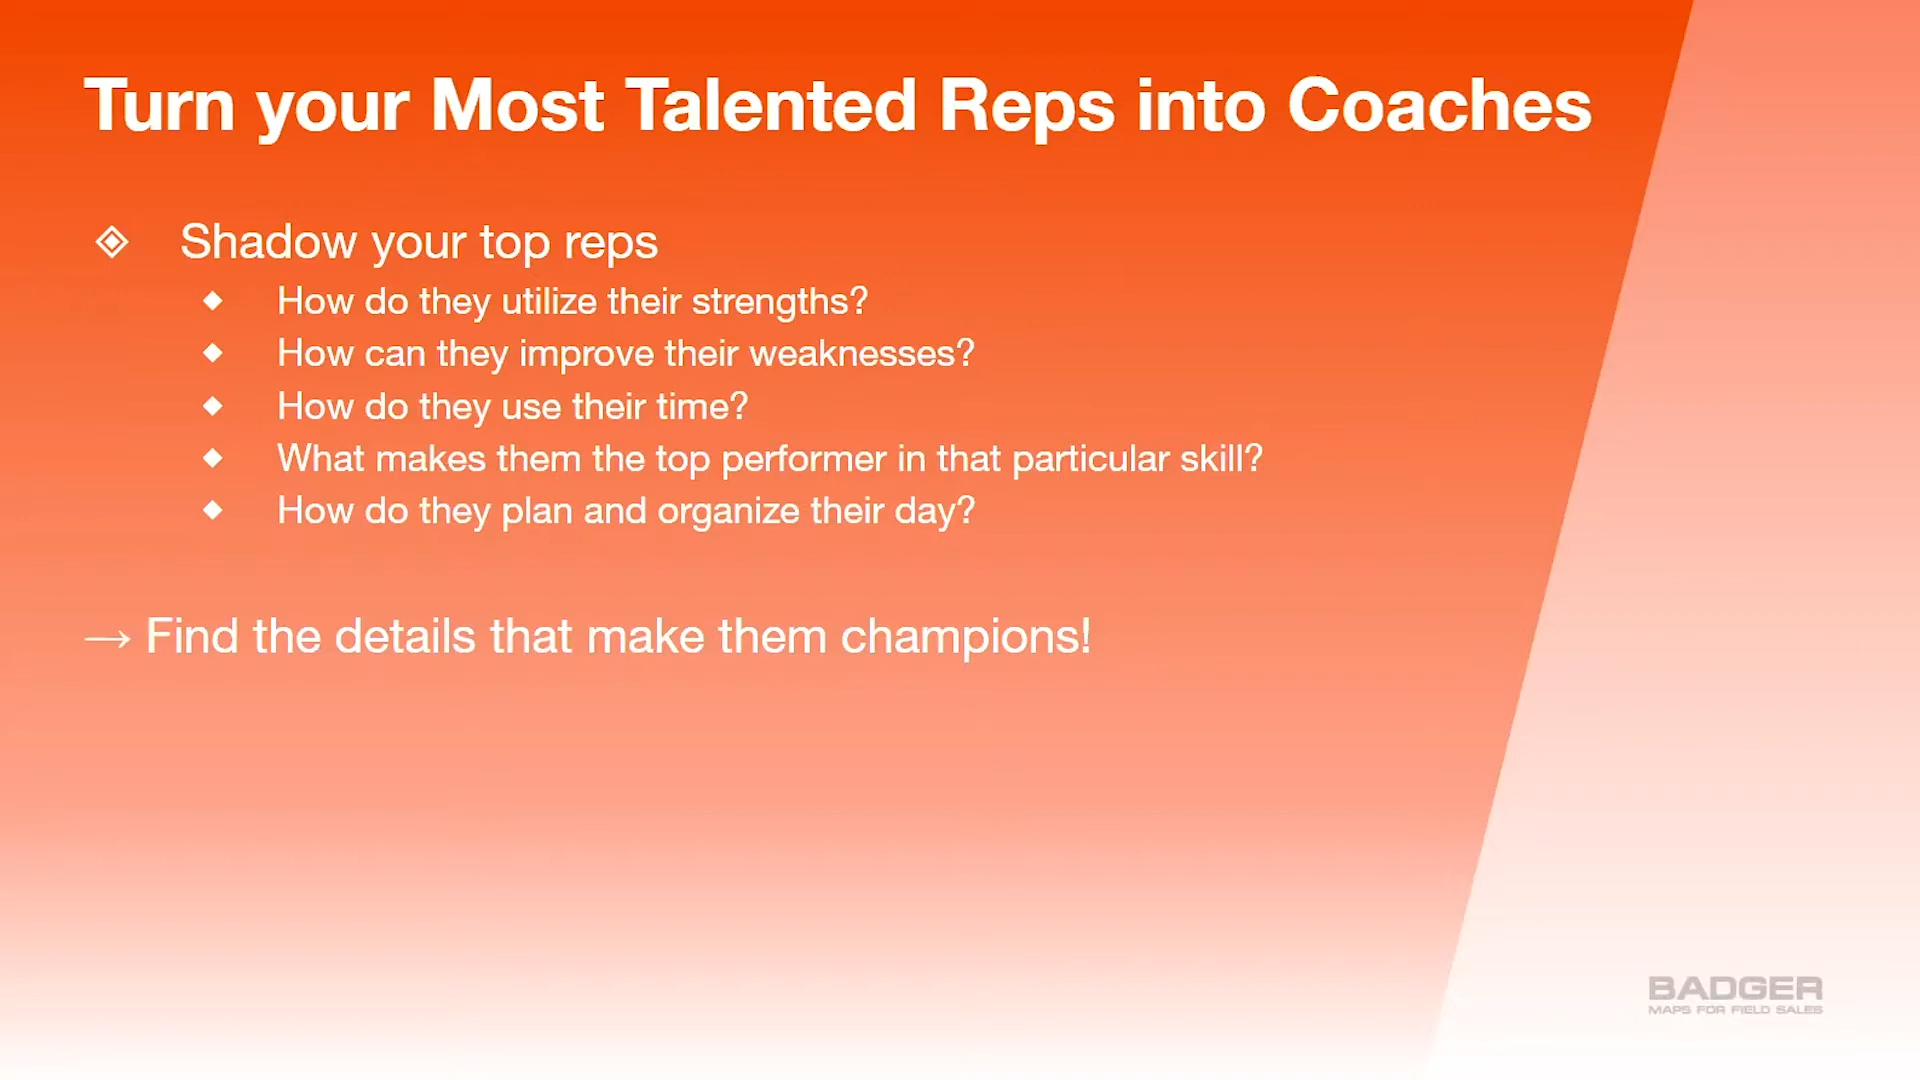 Turn your Most Talented Reps into Coaches
Shadow your top reps
How do they utilize their strengths?
How can they improve their weaknesses?
How do they use their time?
What makes them the top performer in that particular skill?
How do they plan and organize their day?
→ Find the details that make them champions!
BADGER
MAPS FOR FIELD SALES